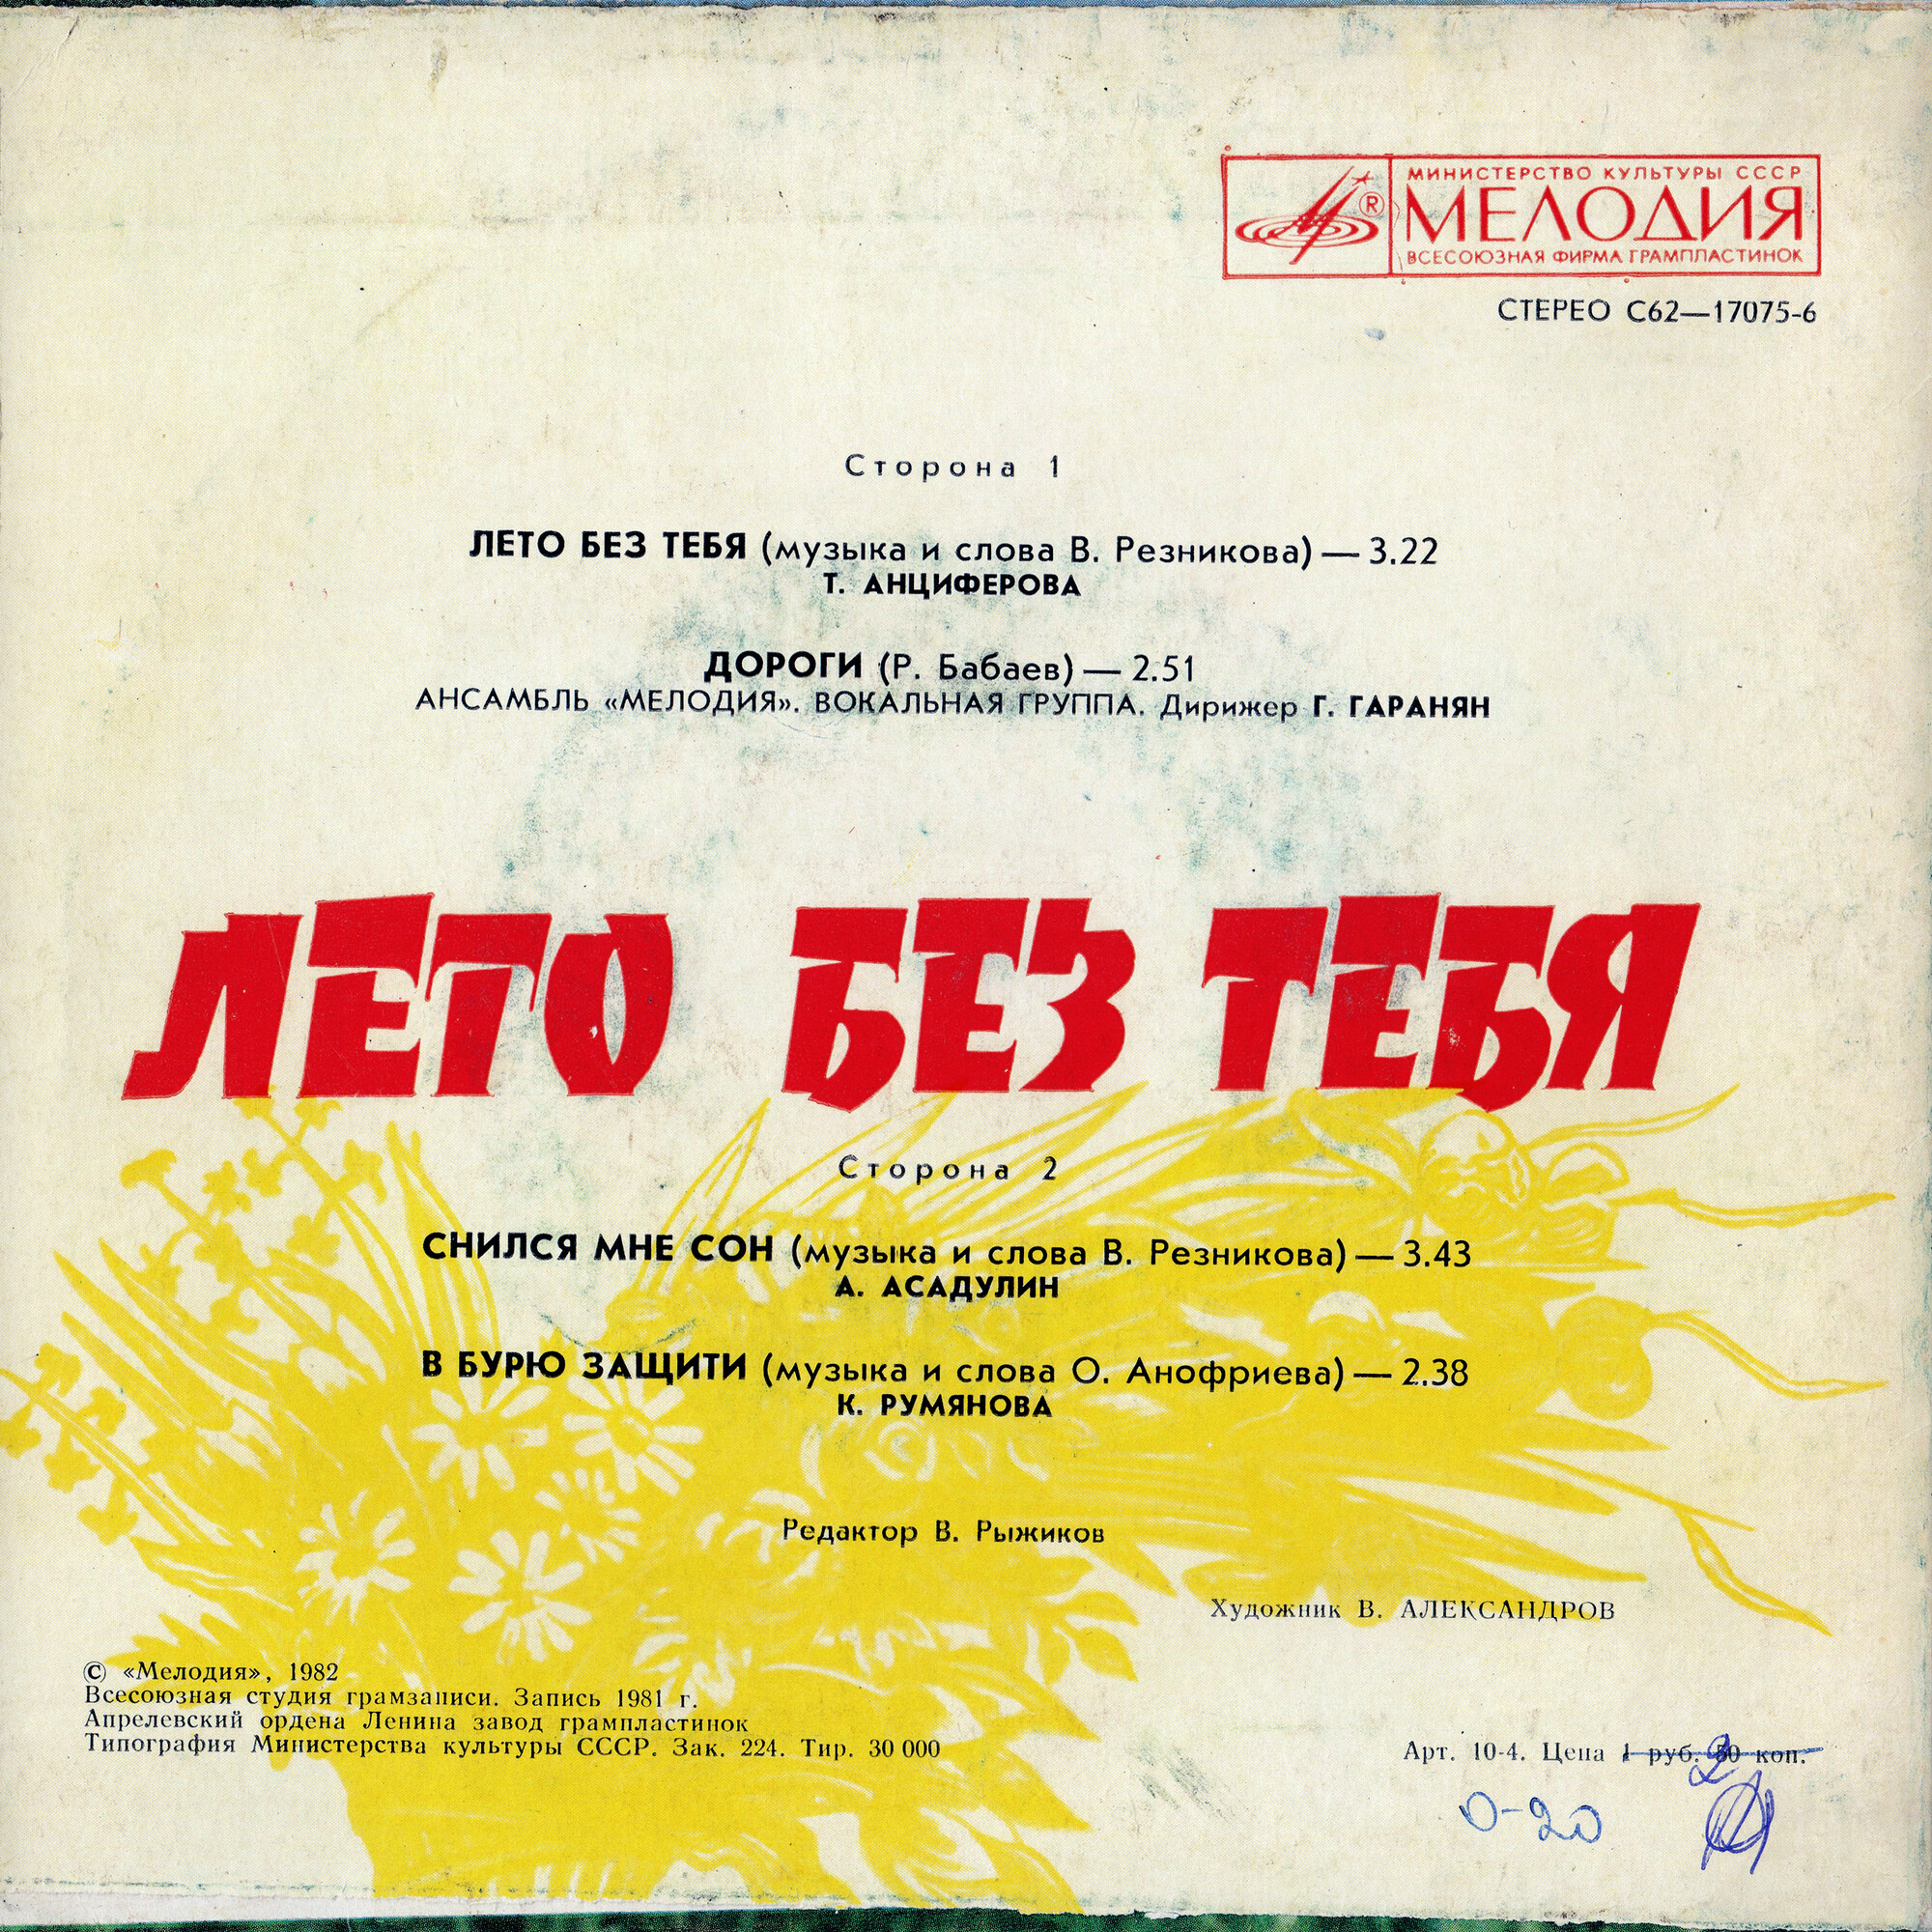 МИНИСТЕРСТВО КУЛЬТУРЫ СССР
®
МЕЛОДИЯ
ВСЕСОЮЗНАЯ ФИРМА ГРАМПЛАСТИНОК
СТЕРЕО С62—17075-6
Сторона 1
ЛЕТО БЕЗ ТЕБЯ (музыка и слова В. Резникова) — 3.22
Т. АНЦИФЕРОВА
ДОРОГИ (Р. Бабаев) — 2.51
АНСАМБЛЬ «МЕЛОДИЯ». ВОКАЛЬНАЯ ГРУППА. Дирижер Г. ГАРАНЯН
ЛЕТО БЕЗ ТЕБЯ
Сторона 2
СНИЛСЯ МНЕ СОН (музыка и слова В. Резникова) — 3.43
А. АСАДУЛИН
В БУРЮ ЗАЩИТИ (музыка и слова О. Анофриева) — 2.38
К. РУМЯНОВА
Редактор В. Рыжиков
Художник В. АЛЕКСАНДРОВ
© «Мелодия», 1982
Всесоюзная студия грамзаписи. Запись 1981 г.
Апрелевский ордена Ленина завод грампластинок
Типография Министерства культуры СССР. Зак. 224. Тир. 30 000
Арт. 10-4. Цена 1 руб. 50 коп.
0-20